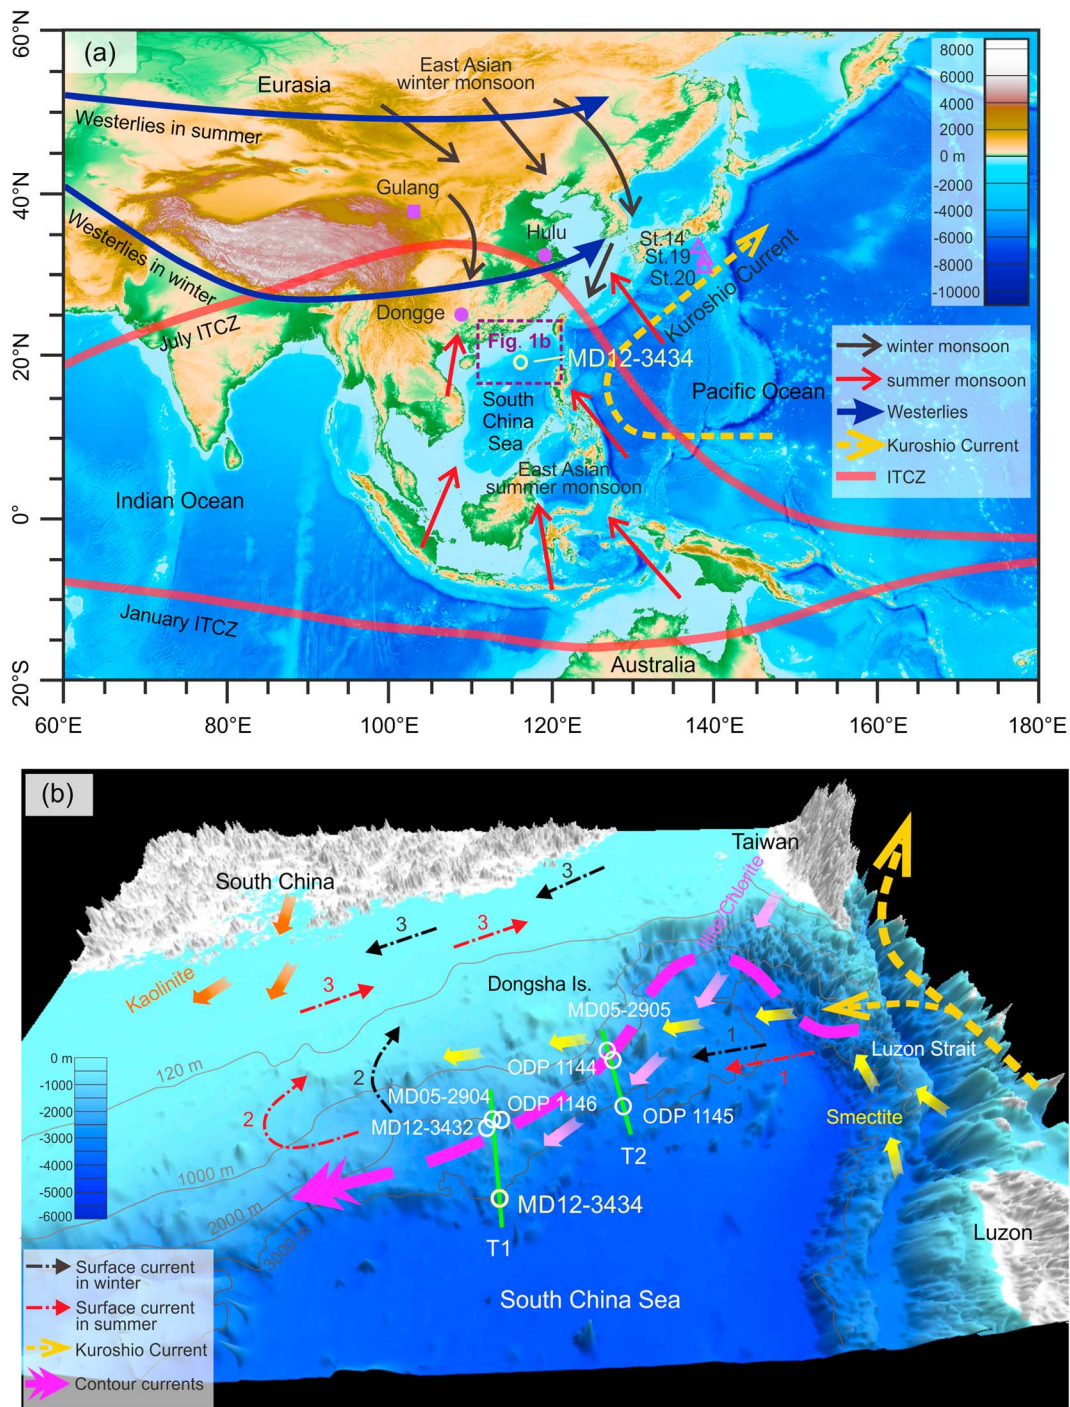 (a)
60°N
40°N
20°N
0°
20°S
60°E
80°E
100°E
120°E
140°E
160°E
180°E
Eurasia
East Asian
winter monsoon
Westerlies in summer
Gulang
Westerlies in winter
Hulu
St.14
St.19
St.20
Kuroshio Current
July ITCZ
Dongge
Fig. 1b
MD12-3434
South
China
Sea
Pacific Ocean
East Asian
summer monsoon
Indian Ocean
January ITCZ
Australia
8000
6000
4000
2000
0 m
-2000
-4000
-6000
-8000
-10000
winter monsoon
summer monsoon
Westerlies
Kuroshio Current
ITCZ
(b)
Taiwan
South China
3
Illite/Chlorite
3
3
Kaolinite
3
Dongsha Is.
MD05-2905
Luzon Strait
1
1
ODP 1144
120 m
2
MD05-2904
ODP 1146
ODP 1145
Smectite
2
MD12-3432
T2
1000 m
MD12-3434
2000 m
3000 m
T1
Luzon
South China Sea
0 m
-1000
-2000
-3000
-4000
-5000
-6000
Surface current
in winter
Surface current
in summer
Kuroshio Current
Contour currents